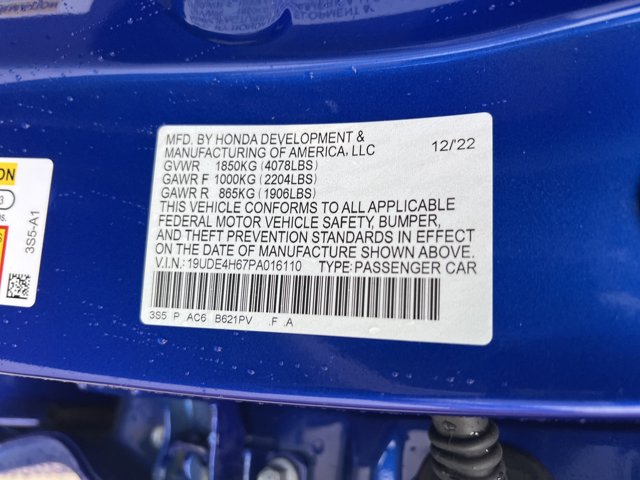 MFD. BY HONDA DEVELOPMENT &
MANUFACTURING OF AMERICA, LLC 12/'22
GVWR 1850KG (4078LBS)
GAWR F 1000KG (2204LBS)
GAWR R 865KG (1906LBS)
THIS VEHICLE CONFORMS TO ALL APPLICABLE
FEDERAL MOTOR VEHICLE SAFETY, BUMPER,
AND THEFT PREVENTION STANDARDS IN EFFECT
ON THE DATE OF MANUFACTURE SHOWN ABOVE.
V.I.N.: 19UDE4H67PA016110 TYPE: PASSENGER CAR
3S5 P AC6 B621PV .F .A
3S5-A1